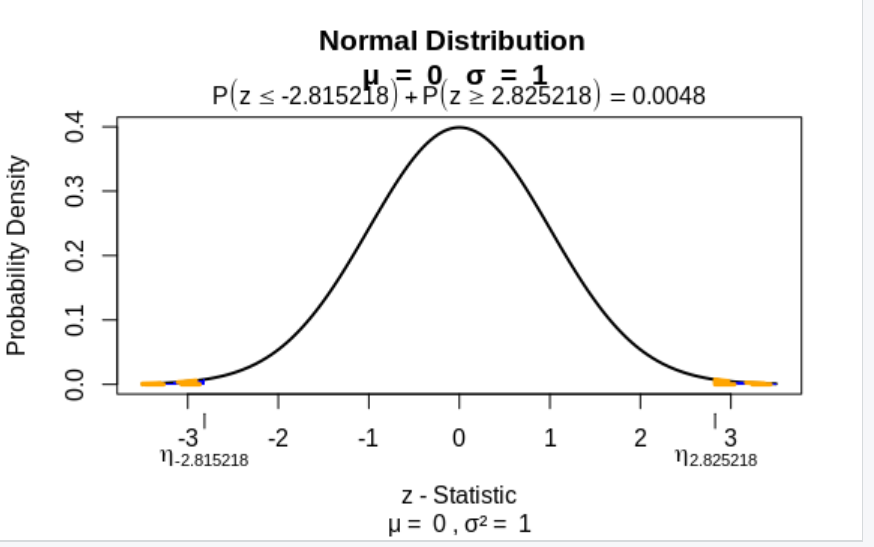 Normal Distribution
μ = 0 σ = 1
P(z ≤ -2.815218) + P(z ≥ 2.825218) = 0.0048
Probability Density
0.4
0.3
0.2
0.1
0.0
-3 -2 -1 0 1 2 3
η-2.815218 η2.825218
z - Statistic
μ = 0 , σ² = 1